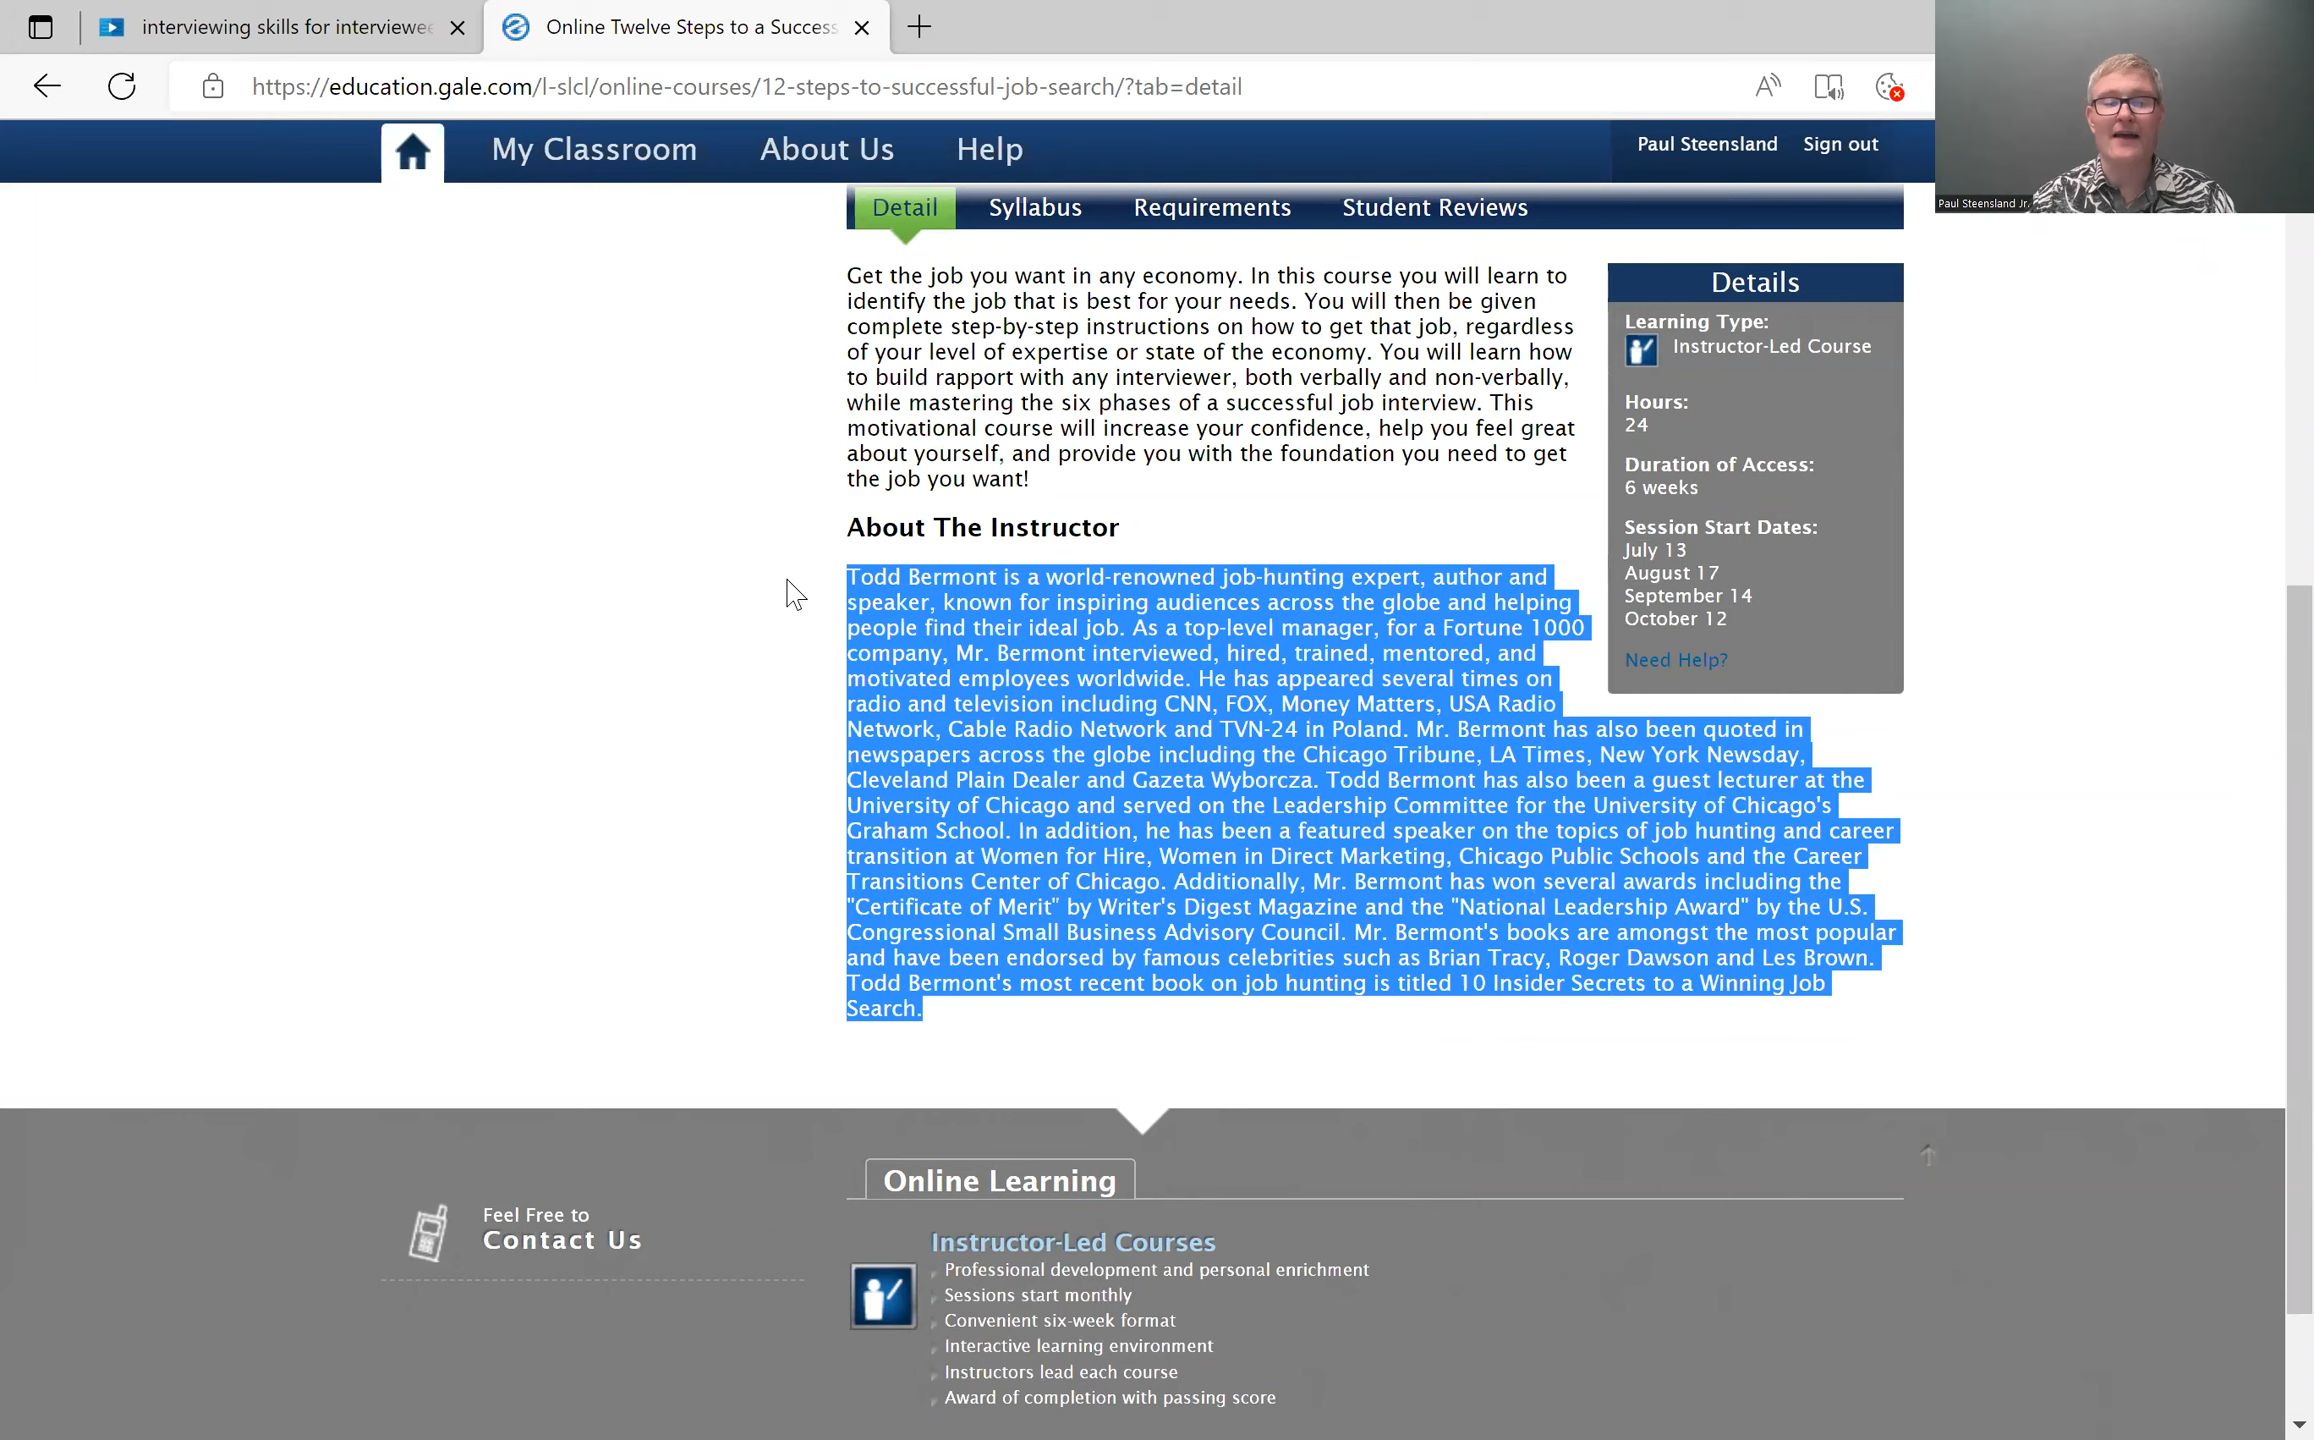 interviewing skills for interviewee
Online Twelve Steps to a Success
https://education.gale.com/l-slcl/online-courses/12-steps-to-successful-job-search/?tab=detail
My Classroom About Us Help
Paul Steensland Sign out
Paul Steensland Jr.
Detail Syllabus Requirements Student Reviews
Get the job you want in any economy. In this course you will learn to
identify the job that is best for your needs. You will then be given
complete step-by-step instructions on how to get that job, regardless
of your level of expertise or state of the economy. You will learn how
to build rapport with any interviewer, both verbally and non-verbally,
while mastering the six phases of a successful job interview. This
motivational course will increase your confidence, help you feel great
about yourself, and provide you with the foundation you need to get
the job you want!
Details
Learning Type:
Instructor-Led Course
Hours:
24
Duration of Access:
6 weeks
Session Start Dates:
July 13
August 17
September 14
October 12
Need Help?
About The Instructor
Todd Bermont is a world-renowned job-hunting expert, author and
speaker, known for inspiring audiences across the globe and helping
people find their ideal job. As a top-level manager, for a Fortune 1000
company, Mr. Bermont interviewed, hired, trained, mentored, and
motivated employees worldwide. He has appeared several times on
radio and television including CNN, FOX, Money Matters, USA Radio
Network, Cable Radio Network and TVN-24 in Poland. Mr. Bermont has also been quoted in
newspapers across the globe including the Chicago Tribune, LA Times, New York Newsday,
Cleveland Plain Dealer and Gazeta Wyborcza. Todd Bermont has also been a guest lecturer at the
University of Chicago and served on the Leadership Committee for the University of Chicago's
Graham School. In addition, he has been a featured speaker on the topics of job hunting and career
transition at Women for Hire, Women in Direct Marketing, Chicago Public Schools and the Career
Transitions Center of Chicago. Additionally, Mr. Bermont has won several awards including the
"Certificate of Merit" by Writer's Digest Magazine and the "National Leadership Award" by the U.S.
Congressional Small Business Advisory Council. Mr. Bermont's books are amongst the most popular
and have been endorsed by famous celebrities such as Brian Tracy, Roger Dawson and Les Brown.
Todd Bermont's most recent book on job hunting is titled 10 Insider Secrets to a Winning Job
Search.
Feel Free to
Contact Us
Online Learning
Instructor-Led Courses
Professional development and personal enrichment
Sessions start monthly
Convenient six-week format
Interactive learning environment
Instructors lead each course
Award of completion with passing score